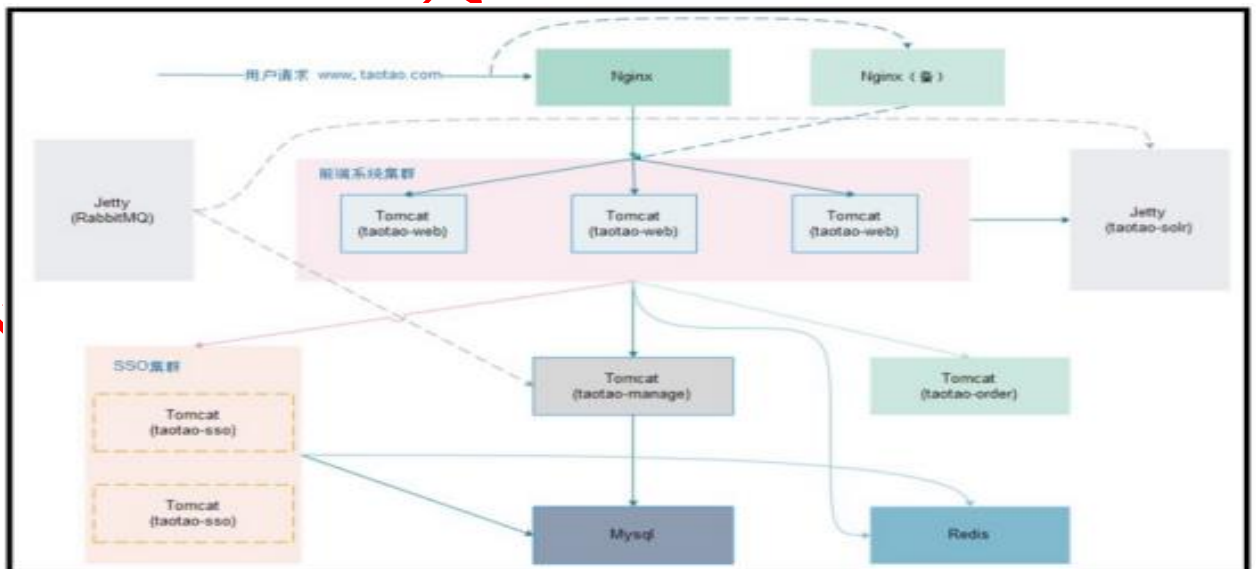 用户请求 www.taotao.com
Nginx
Nginx（备）
Jetty
(RabbitMQ)
前端系统集群
Tomcat
(taotao-web)
Tomcat
(taotao-web)
Tomcat
(taotao-web)
Jetty
(taotao-solr)
SSO集群
Tomcat
(taotao-sso)
Tomcat
(taotao-sso)
Tomcat
(taotao-manage)
Tomcat
(taotao-order)
Mysql
Redis